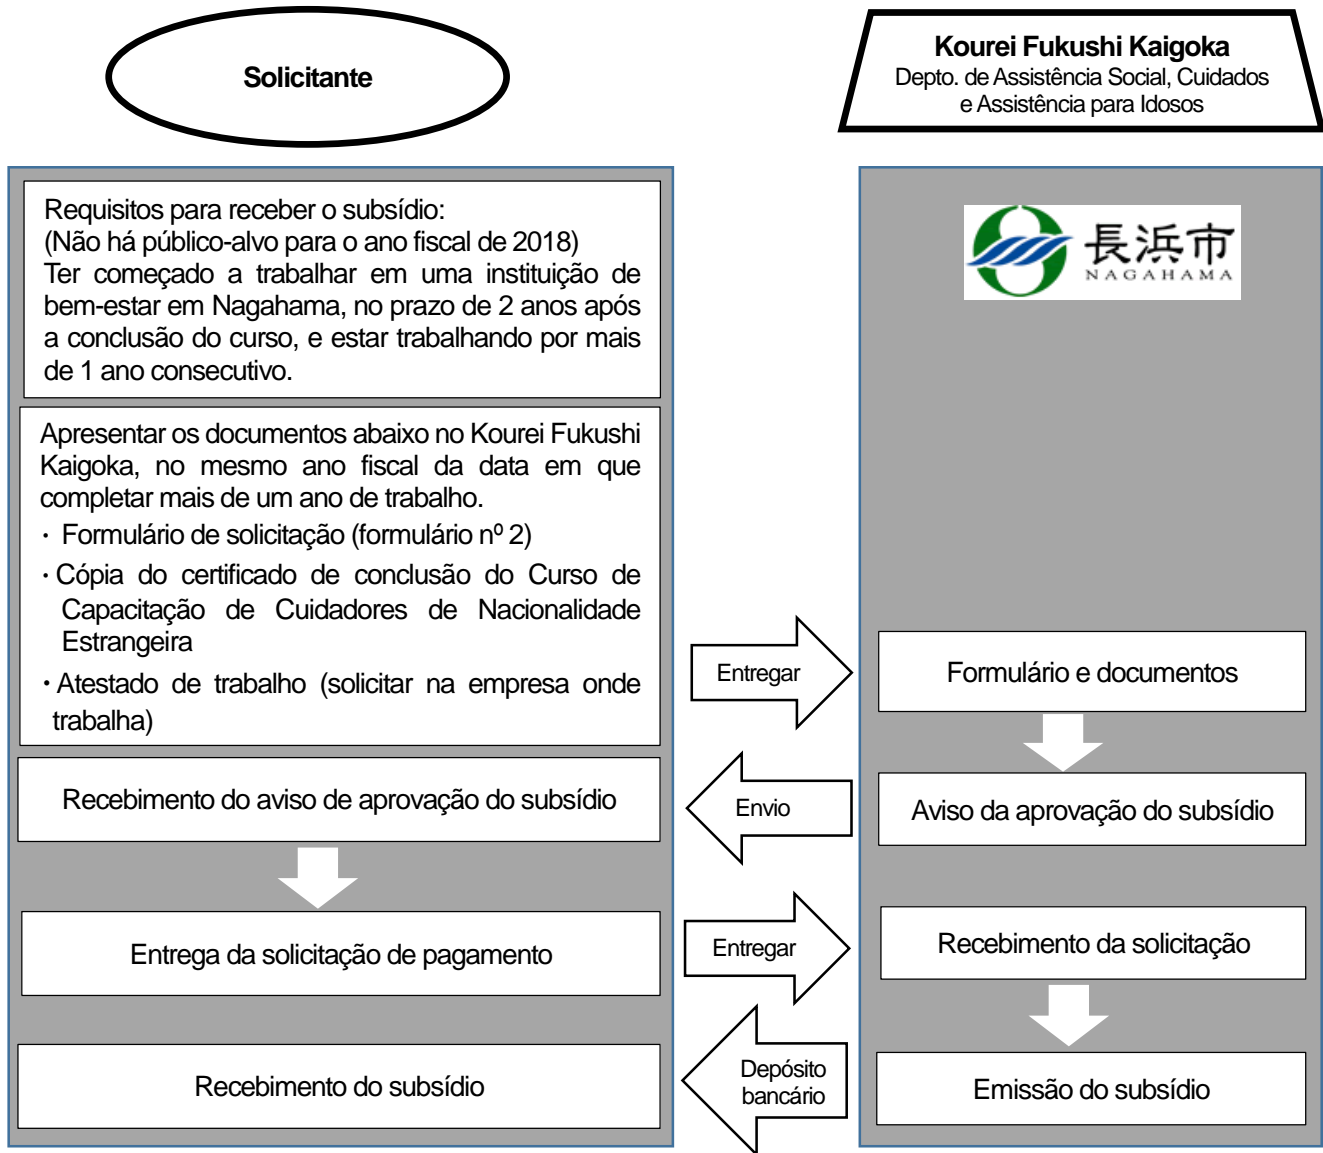 Solicitante
Kourei Fukushi Kaigoka
Depto. de Assistência Social, Cuidados
e Assistência para Idosos
Requisitos para receber o subsídio:
(Não há público-alvo para o ano fiscal de 2018)
Ter começado a trabalhar em uma instituição de
bem-estar em Nagahama, no prazo de 2 anos após
a conclusão do curso, e estar trabalhando por mais
de 1 ano consecutivo.
長浜市
NAGAHAMA
Apresentar os documentos abaixo no Kourei Fukushi
Kaigoka, no mesmo ano fiscal da data em que
completar mais de um ano de trabalho.
・ Formulário de solicitação (formulário nº 2)
・Cópia do certificado de conclusão do Curso de
Capacitação de Cuidadores de Nacionalidade
Estrangeira
・Atestado de trabalho (solicitar na empresa onde
trabalha)
Entregar
Formulário e documentos
Recebimento do aviso de aprovação do subsídio
Envio
Aviso da aprovação do subsídio
Entrega da solicitação de pagamento
Entregar
Recebimento da solicitação
Recebimento do subsídio
Depósito
bancário
Emissão do subsídio